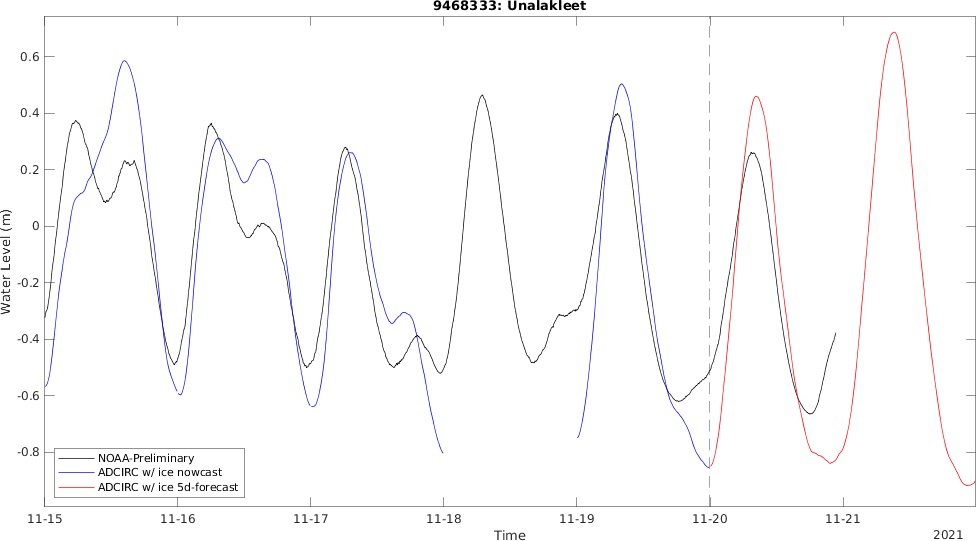 9468333: Unalakleet
0.6
0.4
0.2
0
-0.2
-0.4
-0.6
-0.8
Water Level (m)
NOAA-Preliminary
ADCIRC w/ ice nowcast
ADCIRC w/ ice 5d-forecast
11-15 11-16 11-17 11-18 11-19 11-20 11-21
Time
2021